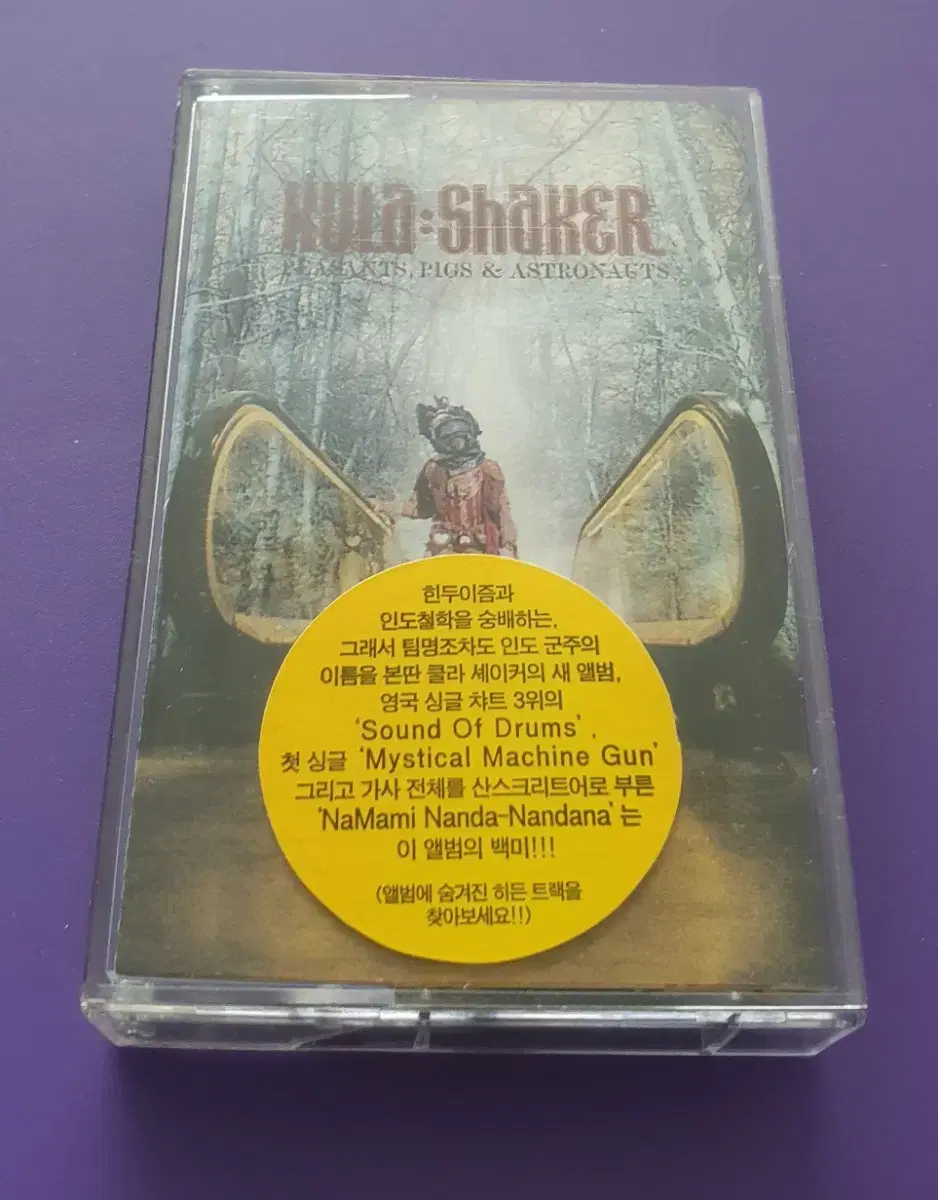 KULa:ShaKER
PEASANTS, PIGS & ASTRONAUTS
힌두이즘과
인도철학을 숭배하는,
그래서 팀명조차도 인도 군주의
이름을 본딴 쿨라 셰이커의 새 앨범,
영국 싱글 챠트 3위의
‘Sound Of Drums’,
첫 싱글 ‘Mystical Machine Gun’
그리고 가사 전체를 산스크리트어로 부른
‘NaMami Nanda-Nandana’는
이 앨범의 백미!!!
(앨범에 숨겨진 히든 트랙을
찾아보세요!!)